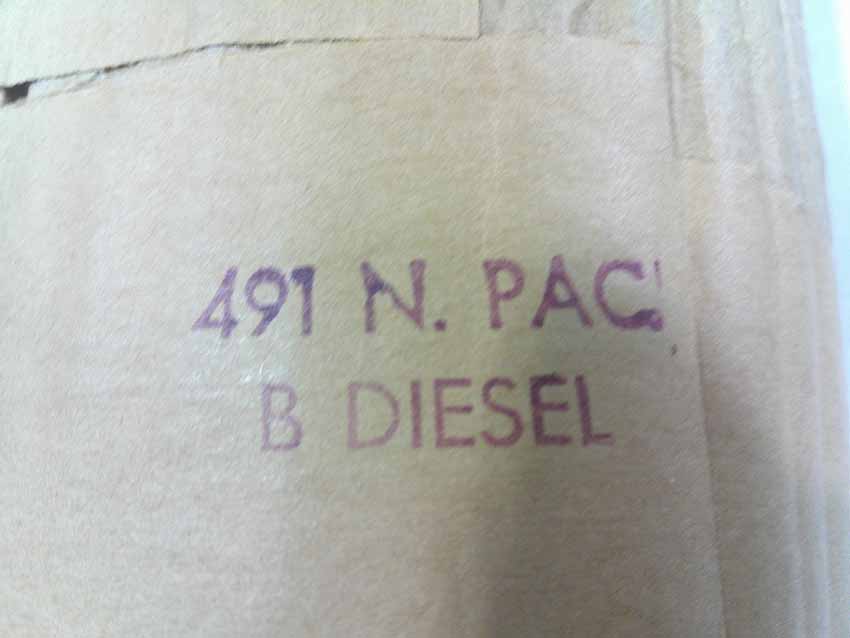 491 N. PAC.
B DIESEL